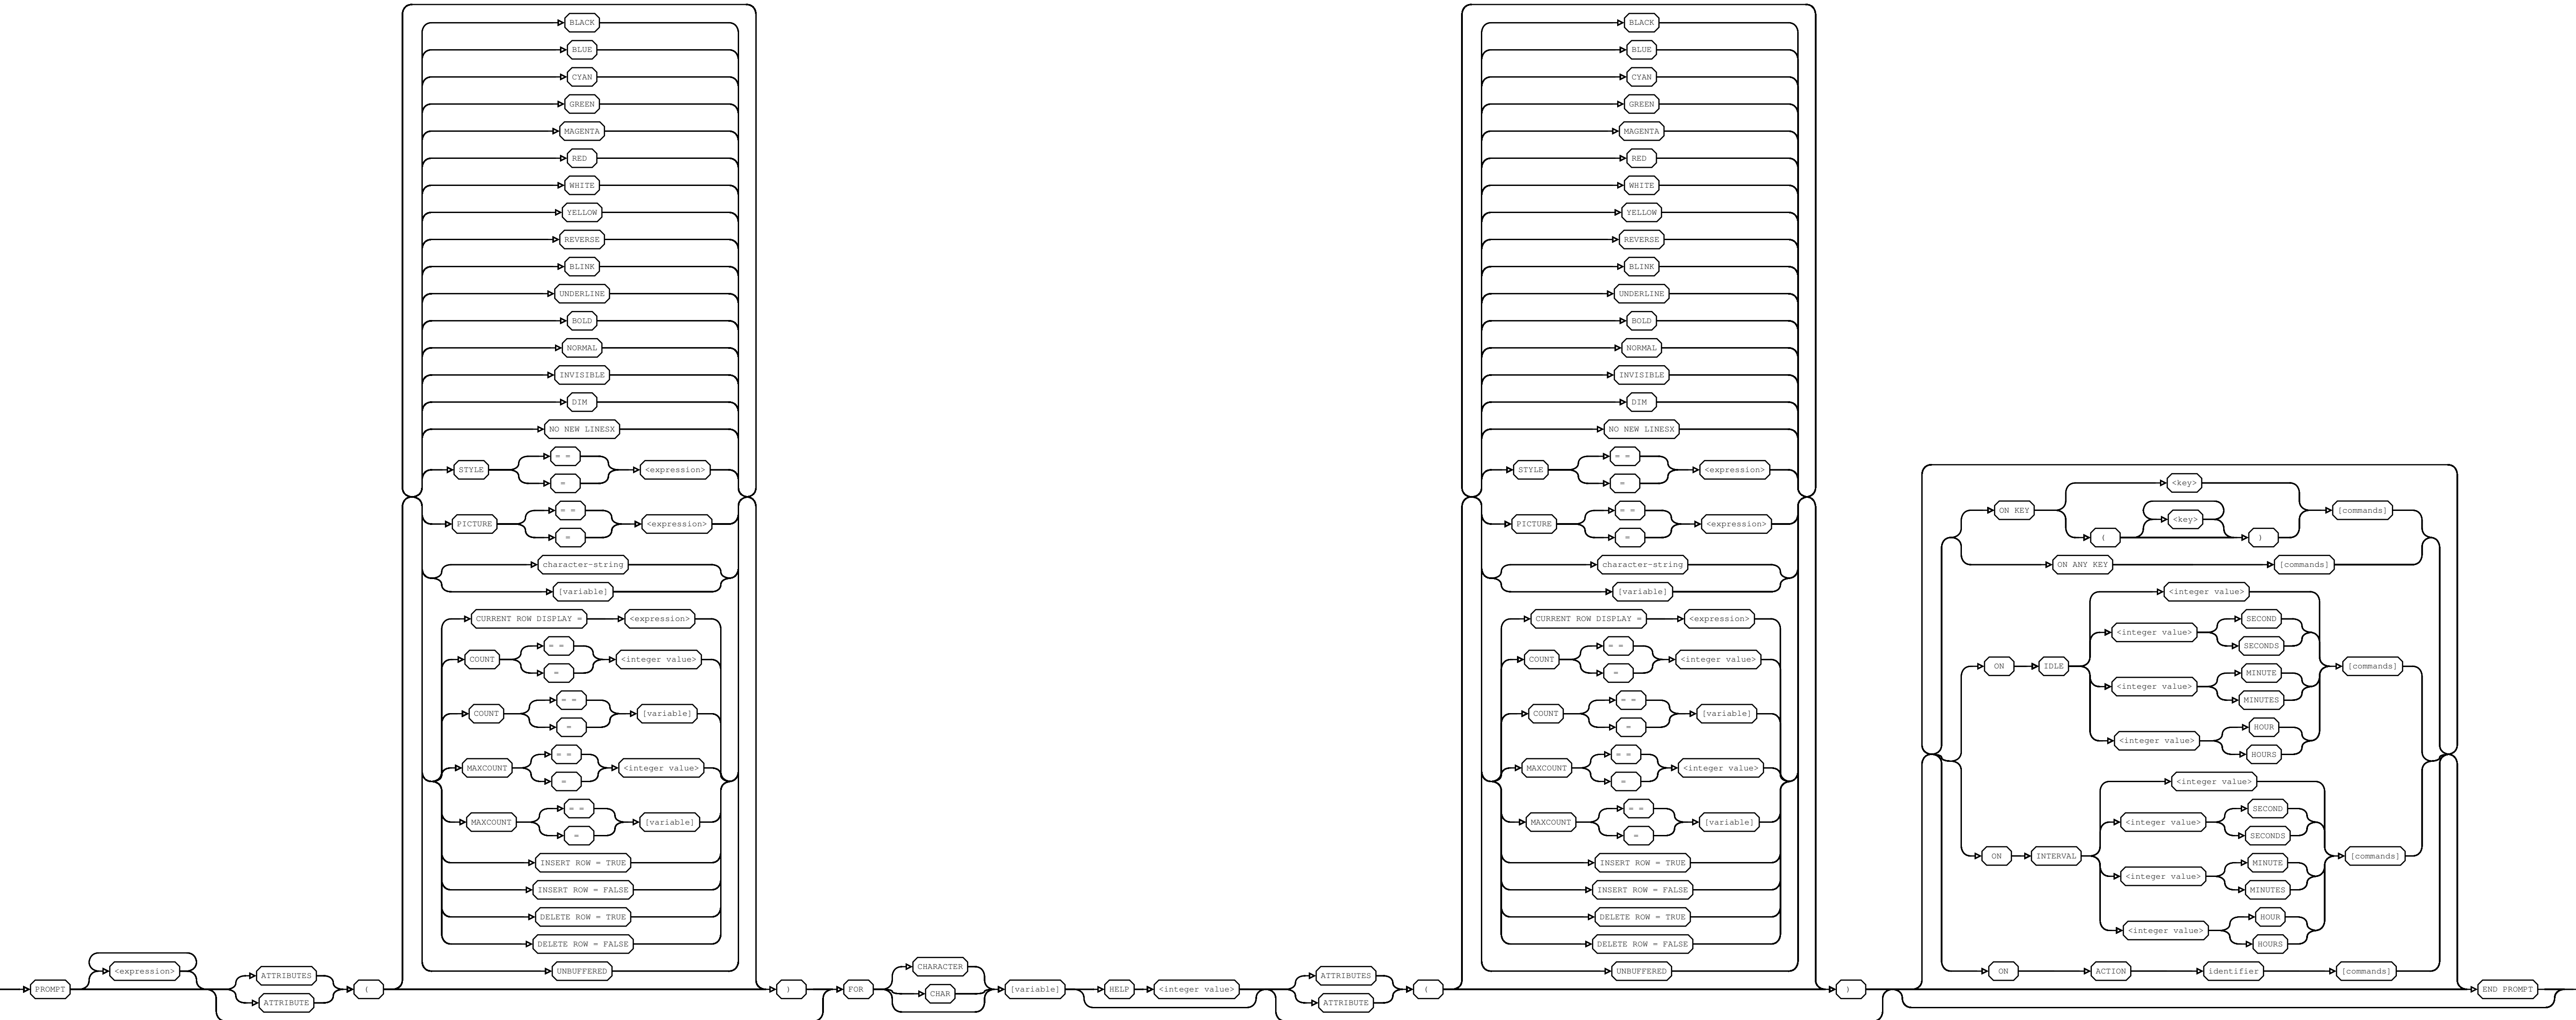 PROMPT
<expression>
ATTRIBUTES
ATTRIBUTE
(
BLACK
BLUE
CYAN
GREEN
MAGENTA
RED
WHITE
YELLOW
REVERSE
BLINK
UNDERLINE
BOLD
NORMAL
INVISIBLE
DIM
NO NEW LINESX
STYLE
= =
=
<expression>
PICTURE
= =
=
<expression>
character-string
[variable]
CURRENT ROW DISPLAY =
<expression>
COUNT
= =
=
<integer value>
COUNT
= =
=
[variable]
MAXCOUNT
= =
=
<integer value>
MAXCOUNT
= =
=
[variable]
INSERT ROW = TRUE
INSERT ROW = FALSE
DELETE ROW = TRUE
DELETE ROW = FALSE
UNBUFFERED
)
FOR
CHARACTER
CHAR
[variable]
HELP
<integer value>
ATTRIBUTES
ATTRIBUTE
(
BLACK
BLUE
CYAN
GREEN
MAGENTA
RED
WHITE
YELLOW
REVERSE
BLINK
UNDERLINE
BOLD
NORMAL
INVISIBLE
DIM
NO NEW LINESX
STYLE
= =
=
<expression>
PICTURE
= =
=
<expression>
character-string
[variable]
CURRENT ROW DISPLAY =
<expression>
COUNT
= =
=
<integer value>
COUNT
= =
=
[variable]
MAXCOUNT
= =
=
<integer value>
MAXCOUNT
= =
=
[variable]
INSERT ROW = TRUE
INSERT ROW = FALSE
DELETE ROW = TRUE
DELETE ROW = FALSE
UNBUFFERED
)
ON KEY
<key>
(
<key>
)
[commands]
ON ANY KEY
[commands]
ON
IDLE
<integer value>
<integer value>
SECOND
SECONDS
<integer value>
MINUTE
MINUTES
<integer value>
HOUR
HOURS
[commands]
ON
INTERVAL
<integer value>
<integer value>
SECOND
SECONDS
<integer value>
MINUTE
MINUTES
<integer value>
HOUR
HOURS
[commands]
ON
ACTION
identifier
[commands]
END PROMPT